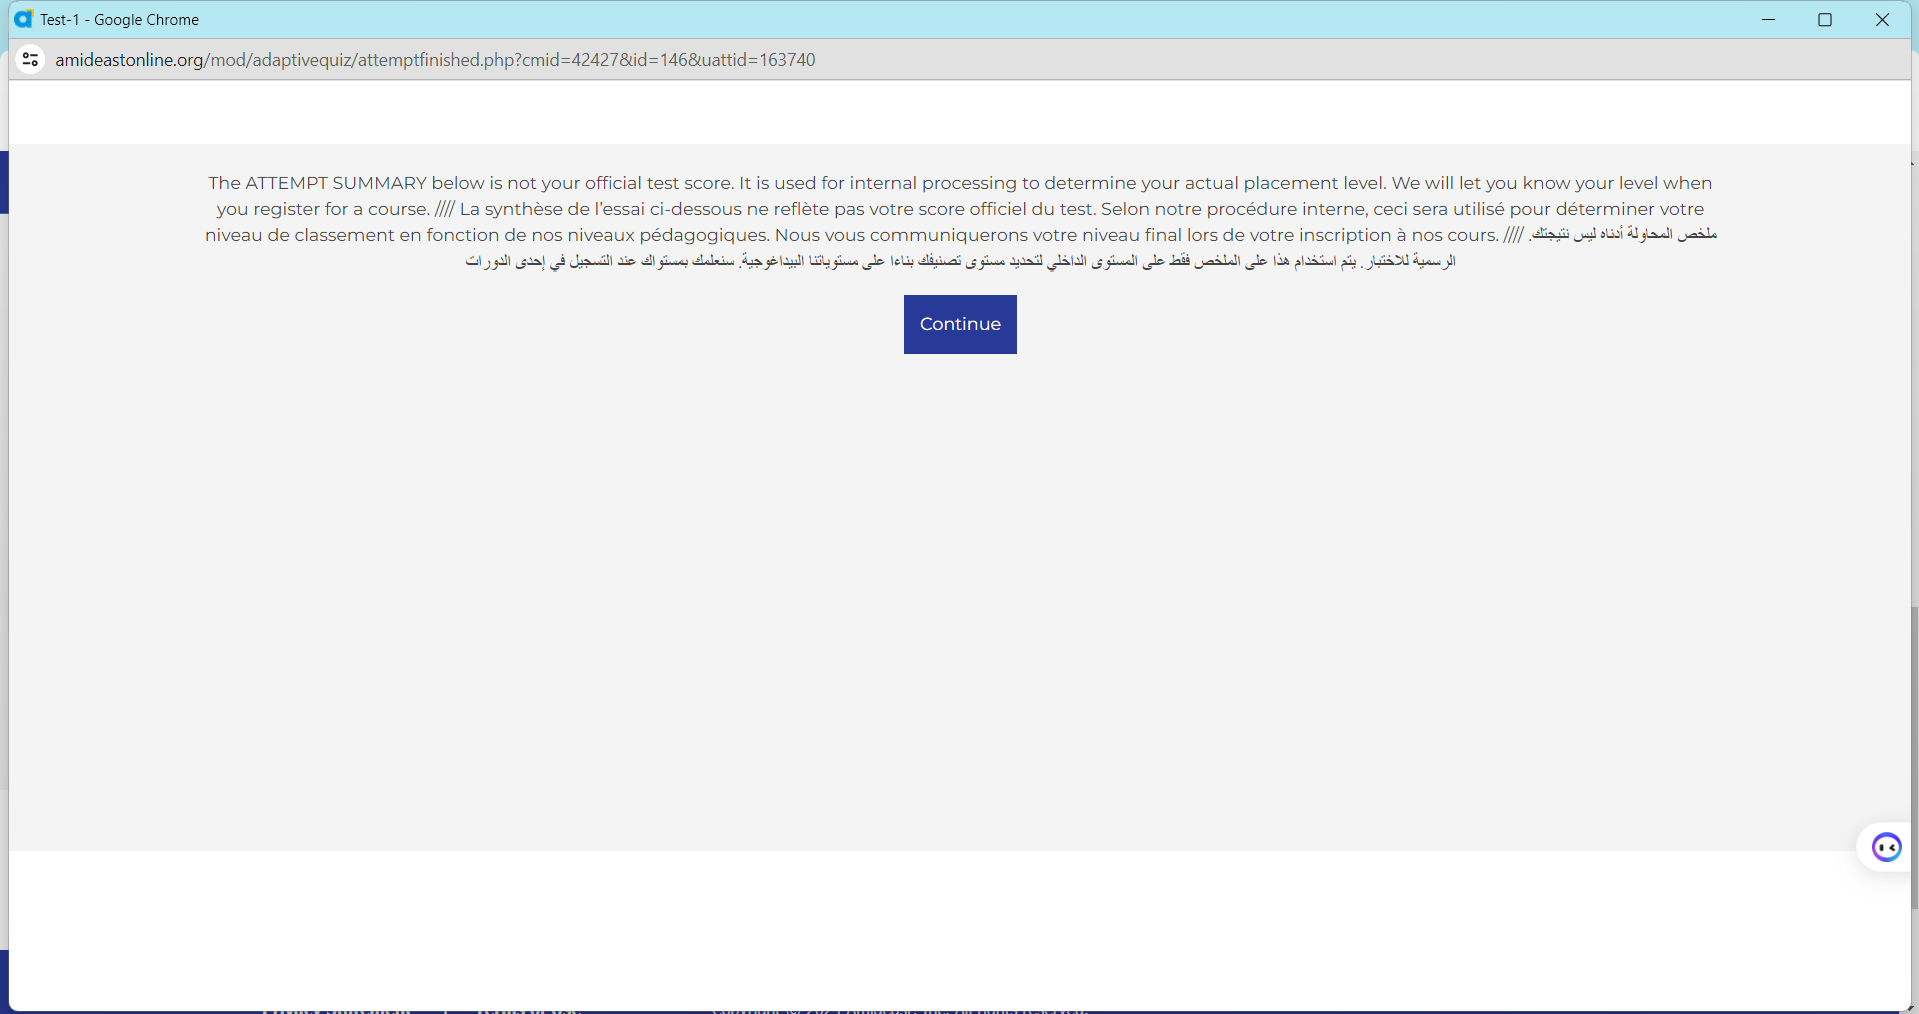 Test-1 - Google Chrome
amideastonline.org/mod/adaptivequiz/attemptfinished.php?cmid=42427&id=146&uattid=163740
The ATTEMPT SUMMARY below is not your official test score. It is used for internal processing to determine your actual placement level. We will let you know your level when
you register for a course. //// La synthèse de l’essai ci-dessous ne reflète pas votre score officiel du test. Selon notre procédure interne, ceci sera utilisé pour déterminer votre
niveau de classement en fonction de nos niveaux pédagogiques. Nous vous communiquerons votre niveau final lors de votre inscription à nos cours. //// ملخص المحاولة أدناه ليس نتيجتك.
الرسمية للاختبار. يتم استخدام هذا على الملخص فقط على المستوى الداخلي لتحديد مستوى تصنيفك بناءا على مستوياتنا البيداغوجية. سنعلمك بمستواك عند التسجيل في إحدى الدورات
Continue